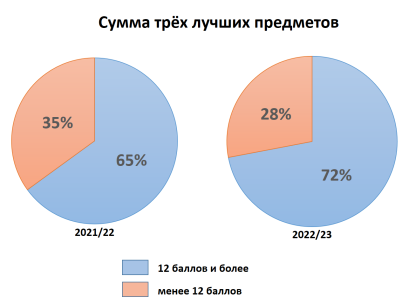 Сумма трёх лучших предметов
35%
65%
28%
72%
2021/22
2022/23
12 баллов и более
менее 12 баллов